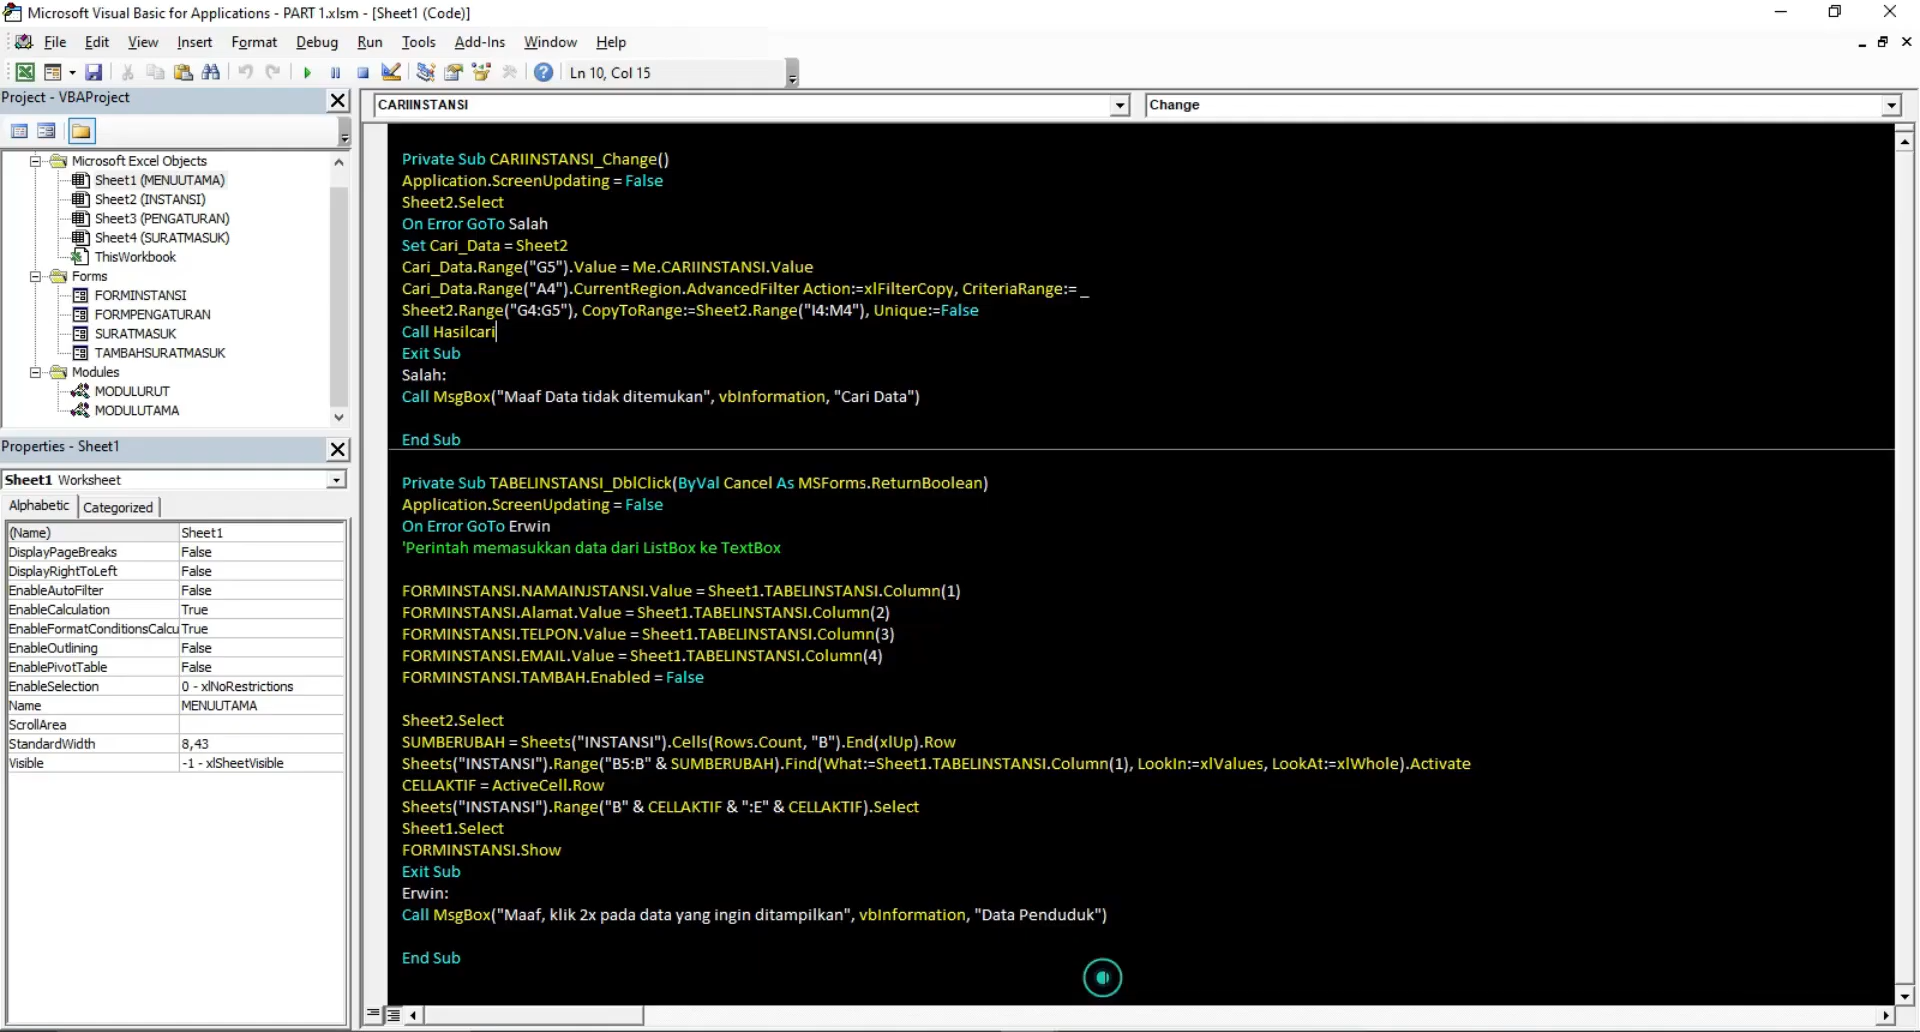 Microsoft Visual Basic for Applications - PART 1.xlsm - [Sheet1 (Code)]
File Edit View Insert Format Debug Run Tools Add-Ins Window Help
Ln 10, Col 15
Project - VBAProject
Microsoft Excel Objects
Sheet1 (MENUUTAMA)
Sheet2 (INSTANSI)
Sheet3 (PENGATURAN)
Sheet4 (SURATMASUK)
ThisWorkbook
Forms
FORMINSTANSI
FORMPENGATURAN
SURATMASUK
TAMBAHSURATMASUK
Modules
MODULURUT
MODULUTAMA
Properties - Sheet1
Sheet1 Worksheet
Alphabetic Categorized
(Name) Sheet1
DisplayPageBreaks False
DisplayRightToLeft False
EnableAutoFilter False
EnableCalculation True
EnableFormatConditionsCalcu True
EnableOutlining False
EnablePivotTable False
EnableSelection 0 - xlNoRestrictions
Name MENUUTAMA
ScrollArea
StandardWidth 8,43
Visible -1 - xlSheetVisible
CARIINSTANSI Change
Private Sub CARIINSTANSI_Change()
Application.ScreenUpdating = False
Sheet2.Select
On Error GoTo Salah
Set Cari_Data = Sheet2
Cari_Data.Range("G5").Value = Me.CARIINSTANSI.Value
Cari_Data.Range("A4").CurrentRegion.AdvancedFilter Action:=xlFilterCopy, CriteriaRange:= _
Sheet2.Range("G4:G5"), CopyToRange:=Sheet2.Range("I4:M4"), Unique:=False
Call Hasilcari
Exit Sub
Salah:
Call MsgBox("Maaf Data tidak ditemukan", vbInformation, "Cari Data")
End Sub
Private Sub TABELINSTANSI_DblClick(ByVal Cancel As MSForms.ReturnBoolean)
Application.ScreenUpdating = False
On Error GoTo Erwin
'Perintah memasukkan data dari ListBox ke TextBox
FORMINSTANSI.NAMAINJSTANSI.Value = Sheet1.TABELINSTANSI.Column(1)
FORMINSTANSI.Alamat.Value = Sheet1.TABELINSTANSI.Column(2)
FORMINSTANSI.TELPON.Value = Sheet1.TABELINSTANSI.Column(3)
FORMINSTANSI.EMAIL.Value = Sheet1.TABELINSTANSI.Column(4)
FORMINSTANSI.TAMBAH.Enabled = False
Sheet2.Select
SUMBERUBAH = Sheets("INSTANSI").Cells(Rows.Count, "B").End(xlUp).Row
Sheets("INSTANSI").Range("B5:B" & SUMBERUBAH).Find(What:=Sheet1.TABELINSTANSI.Column(1), LookIn:=xlValues, LookAt:=xlWhole).Activate
CELLAKTIF = ActiveCell.Row
Sheets("INSTANSI").Range("B" & CELLAKTIF & ":E" & CELLAKTIF).Select
Sheet1.Select
FORMINSTANSI.Show
Exit Sub
Erwin:
Call MsgBox("Maaf, klik 2x pada data yang ingin ditampilkan", vbInformation, "Data Penduduk")
End Sub